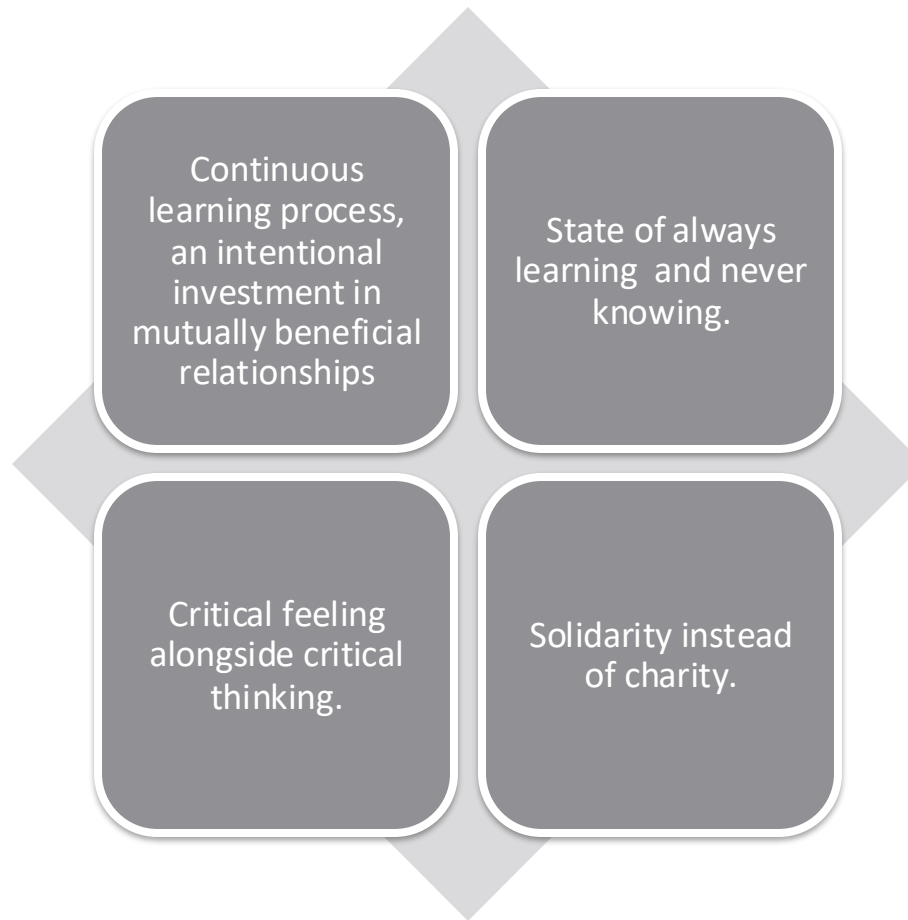 Continuous
learning process,
an intentional
investment in
mutually beneficial
relationships
State of always
learning  and never
knowing.
Critical feeling
alongside critical
thinking.
Solidarity instead
of charity.